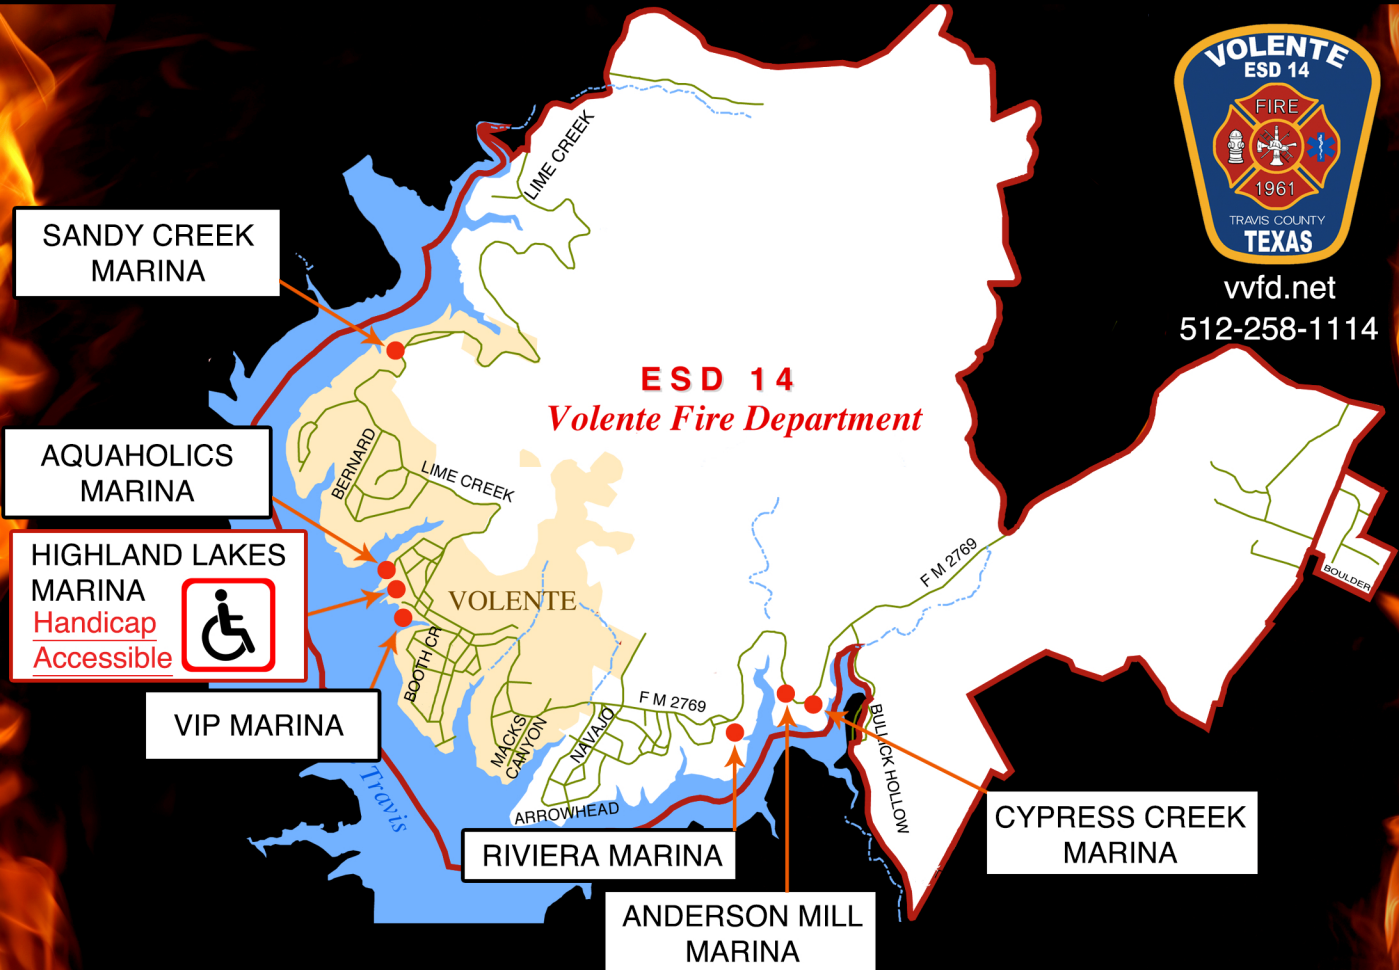 VOLENTE
ESD 14
FIRE
1961
TRAVIS COUNTY
TEXAS
vvfd.net
512-258-1114
LIME CREEK
SANDY CREEK
MARINA
ESD 14
Volente Fire Department
AQUAHOLICS
MARINA
BERNARD
LIME CREEK
HIGHLAND LAKES
MARINA
Handicap
Accessible
VOLENTE
F M 2769
BOULDER
BOOTH CR
VIP MARINA
MACKS
CANYON
NAVAJO
F M 2769
BULLICK HOLLOW
Travis
ARROWHEAD
RIVIERA MARINA
CYPRESS CREEK
MARINA
ANDERSON MILL
MARINA